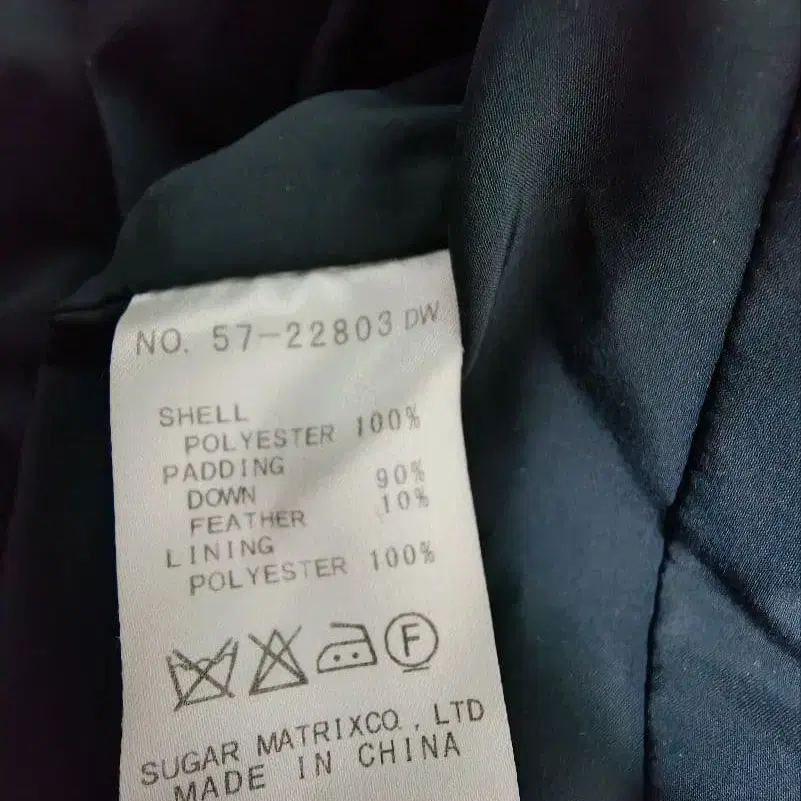 NO. 57-22803 DW
SHELL
POLYESTER 100%
PADDING
DOWN 90%
FEATHER 10%
LINING
POLYESTER 100%
F
SUGAR MATRIXCO., LTD
MADE IN CHINA